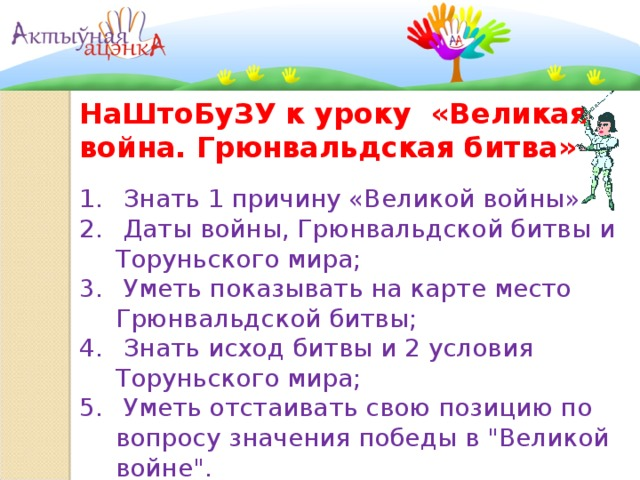 Актыўная
ацэнкА
АА
НаШтоБуЗУ к уроку «Великая
война. Грюнвальдская битва»
1. Знать 1 причину «Великой войны»
2. Даты войны, Грюнвальдской битвы и
Торуньского мира;
3. Уметь показывать на карте место
Грюнвальдской битвы;
4. Знать исход битвы и 2 условия
Торуньского мира;
5. Уметь отстаивать свою позицию по
вопросу значения победы в "Великой
войне".